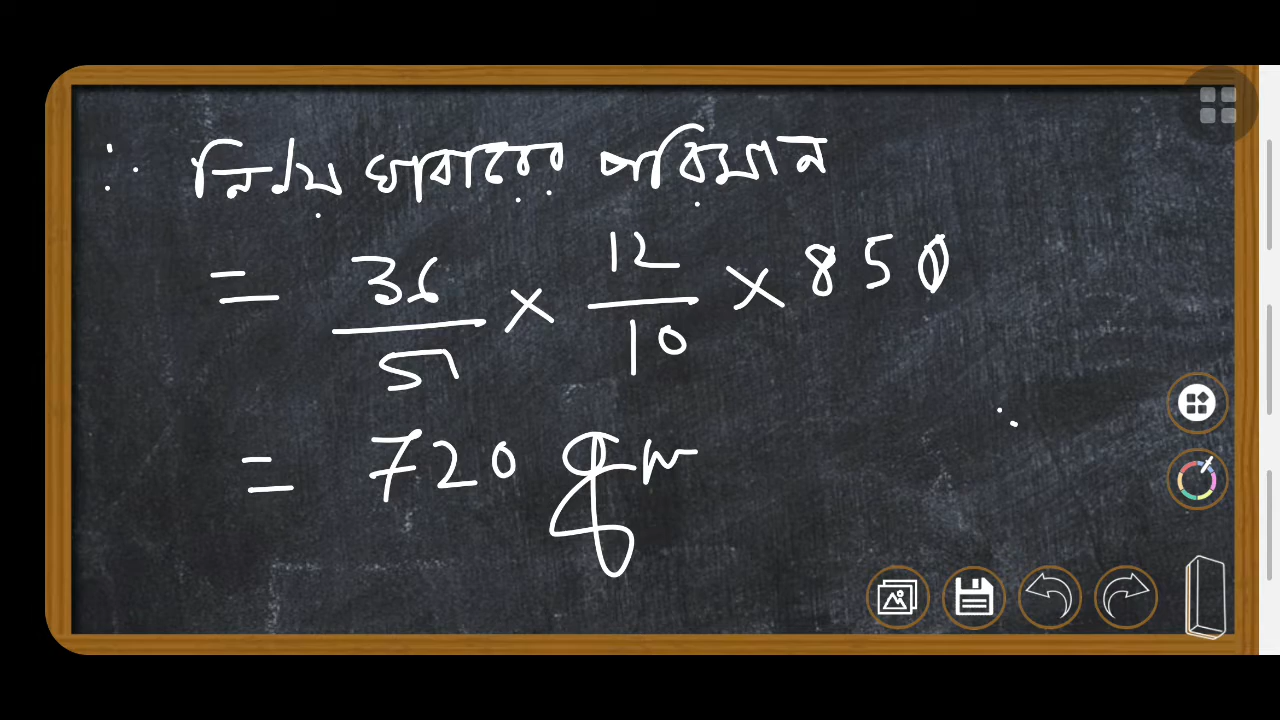 ∴ নির্ণেয় খাবারের পরিমান
= 36/51 × 12/10 × 850
= 720 gm